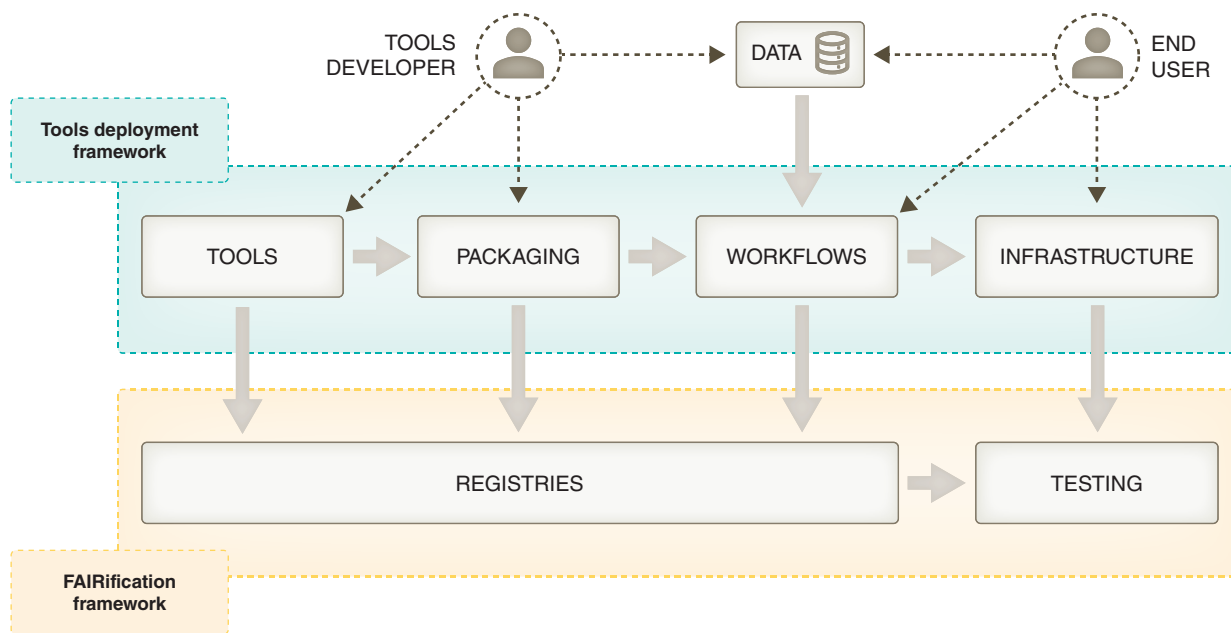 TOOLS
DEVELOPER
DATA
END
USER
Tools deployment
framework
TOOLS
PACKAGING
WORKFLOWS
INFRASTRUCTURE
REGISTRIES
TESTING
FAIRification
framework